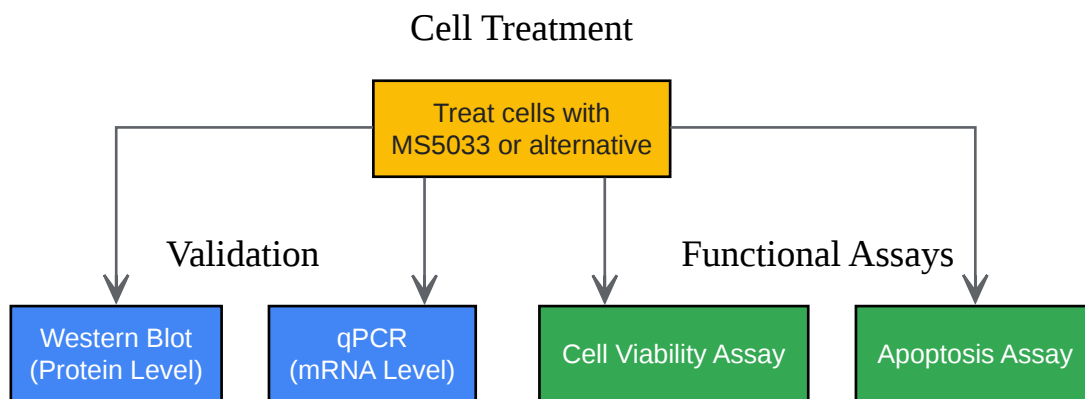 Cell Treatment
Treat cells with
MS5033 or alternative
Validation
Functional Assays
Western Blot
(Protein Level)
qPCR
(mRNA Level)
Cell Viability Assay
Apoptosis Assay